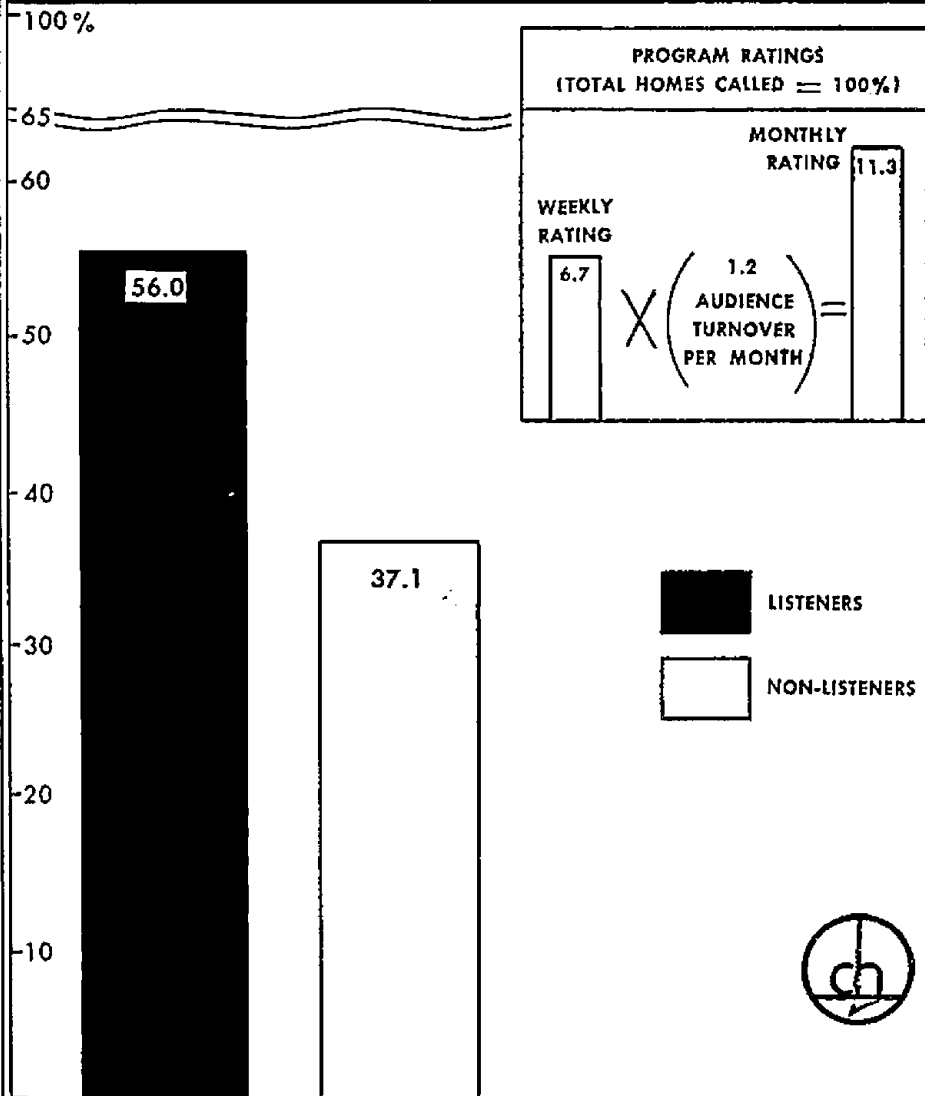 100%
65
60
50
40
30
20
10
56.0
37.1
PROGRAM RATINGS
(TOTAL HOMES CALLED = 100%)
WEEKLY
RATING
6.7
X
(1.2
AUDIENCE
TURNOVER
PER MONTH)
=
MONTHLY
RATING
11.3
LISTENERS
NON-LISTENERS
ch